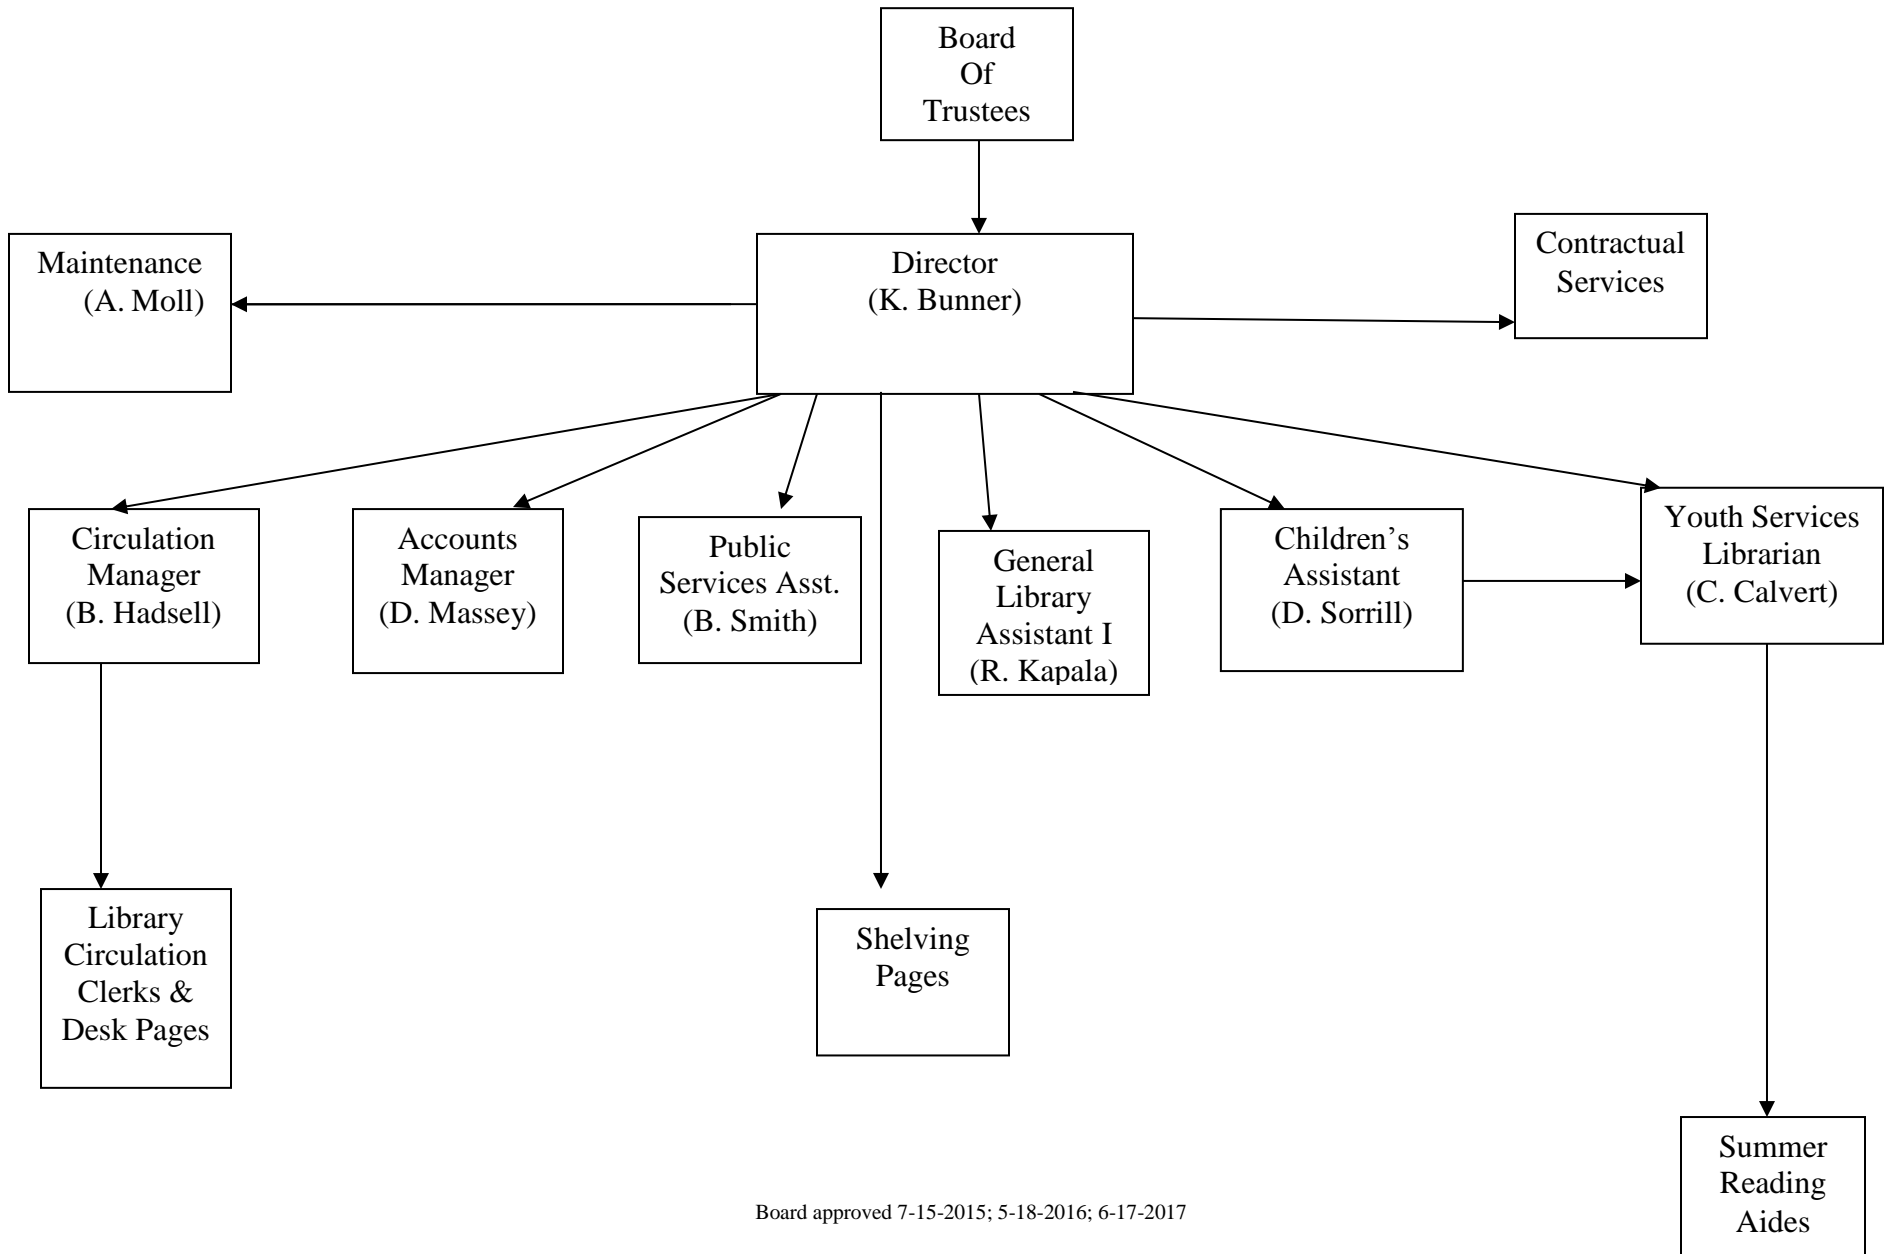 Board
Of
Trustees
Maintenance
(A. Moll)
Director
(K. Bunner)
Contractual
Services
Circulation
Manager
(B. Hadsell)
Accounts
Manager
(D. Massey)
Public
Services Asst.
(B. Smith)
General
Library
Assistant I
(R. Kapala)
Children’s
Assistant
(D. Sorrill)
Youth Services
Librarian
(C. Calvert)
Library
Circulation
Clerks &
Desk Pages
Shelving
Pages
Summer
Reading
Aides
Board approved 7-15-2015; 5-18-2016; 6-17-2017